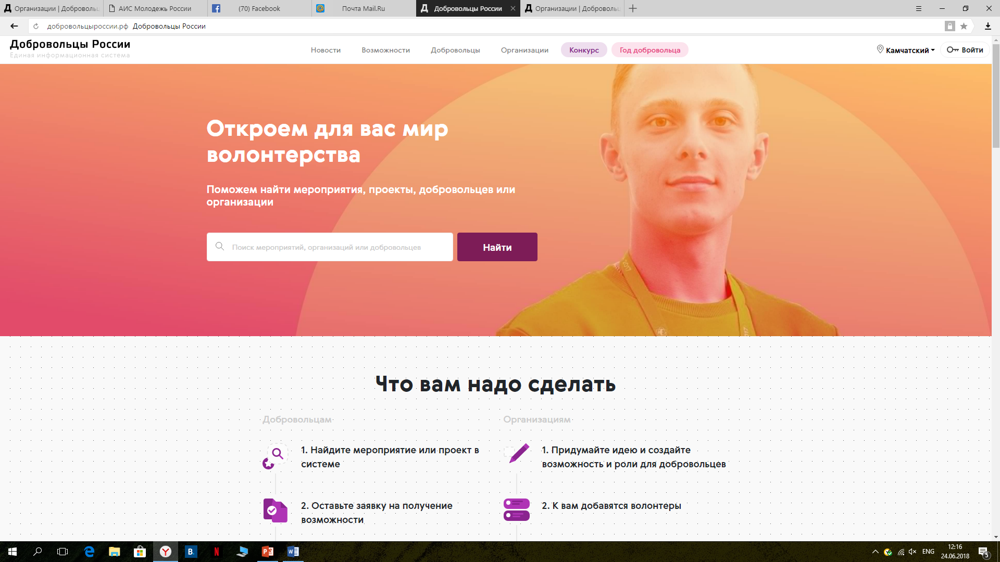 Организации | Доброволь
АИС Молодежь России
(70) Facebook
Почта Mail.Ru
Добровольцы России
Организации | Доброволь
добровольцыроссии.рф Добровольцы России
Добровольцы России
Единая информационная система
Новости
Возможности
Добровольцы
Организации
Конкурс
Год добровольца
Камчатский
Войти
Откроем для вас мир
волонтерства
Поможем найти мероприятия, проекты, добровольцев или
организации
Поиск мероприятий, организаций или добровольцев
Найти
2017
Что вам надо сделать
Добровольцам
1. Найдите мероприятие или проект в
системе
2. Оставьте заявку на получение
возможности
Организациям
1. Придумайте идею и создайте
возможность и роли для добровольцев
2. К вам добавятся волонтеры
ENG
12:16
24.06.2018
5